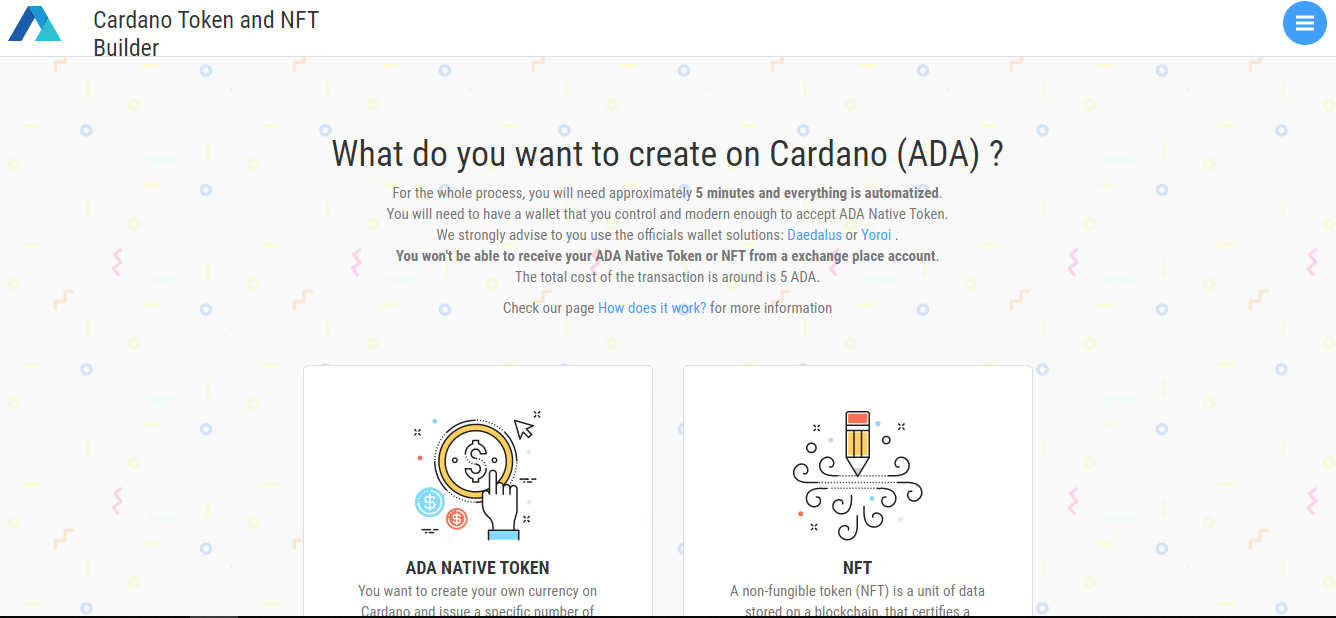 Cardano Token and NFT
Builder
What do you want to create on Cardano (ADA) ?
For the whole process, you will need approximately 5 minutes and everything is automatized.
You will need to have a wallet that you control and modern enough to accept ADA Native Token.
We strongly advise to you use the officials wallet solutions: Daedalus or Yoroi .
You won't be able to receive your ADA Native Token or NFT from a exchange place account.
The total cost of the transaction is around is 5 ADA.
Check our page How does it work? for more information
ADA NATIVE TOKEN
You want to create your own currency on
Cardano and issue a specific number of
NFT
A non-fungible token (NFT) is a unit of data
stored on a blockchain, that certifies a